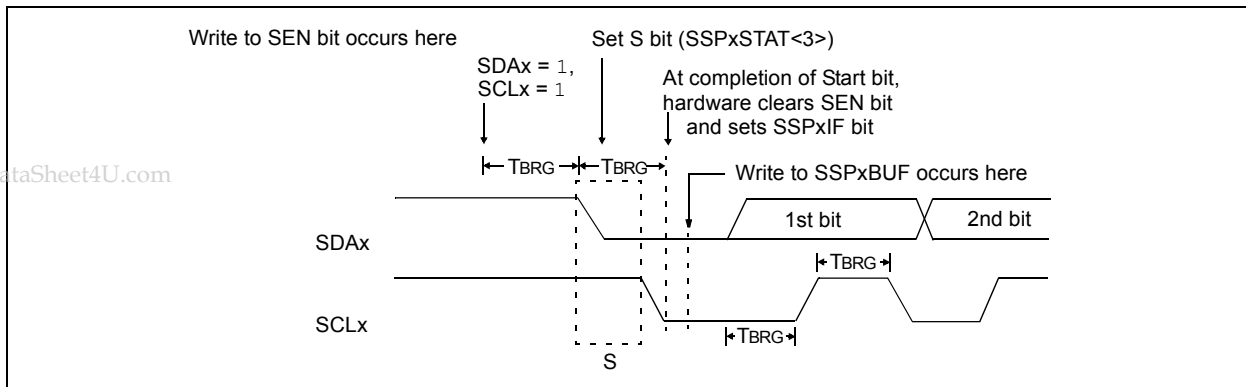 Write to SEN bit occurs here
Set S bit (SSPxSTAT<3>)
SDAx = 1,
SCLx = 1
At completion of Start bit,
hardware clears SEN bit
and sets SSPxIF bit
TBRG
TBRG
Write to SSPxBUF occurs here
ataSheet4U.com
1st bit
2nd bit
SDAx
TBRG
SCLx
TBRG
S